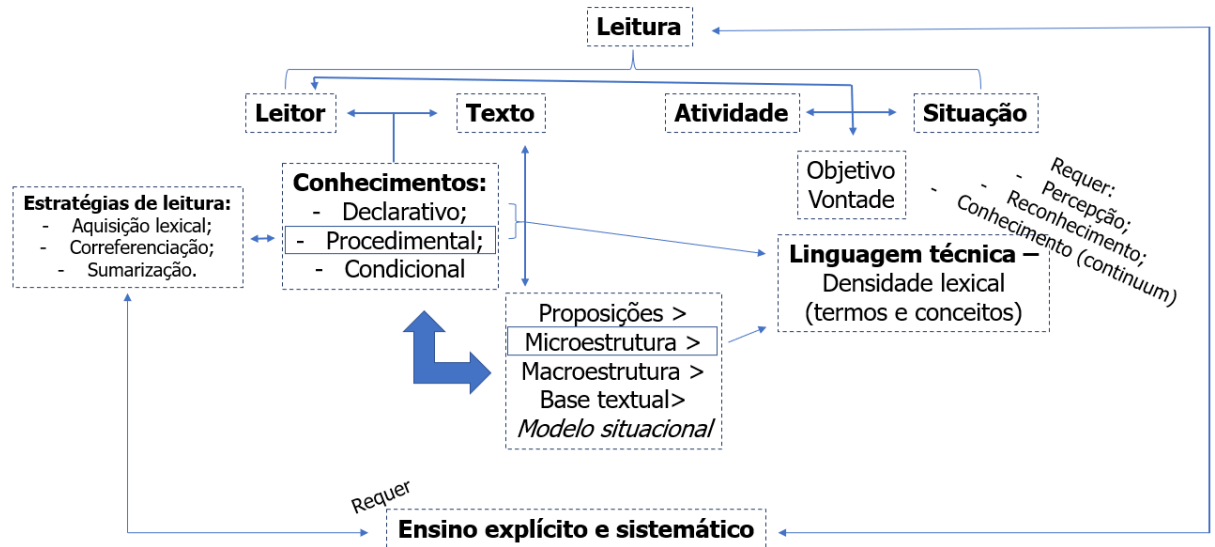 Leitura
Leitor
Texto
Atividade
Situação
Objetivo
Vontade
Requer:
- Percepção;
- Reconhecimento;
- Conhecimento (continuum)
Conhecimentos:
- Declarativo;
- Procedimental;
- Condicional
Estratégias de leitura:
- Aquisição lexical;
- Correferenciação;
- Sumarização.
Linguagem técnica –
Densidade lexical
(termos e conceitos)
Proposições >
Microestrutura >
Macroestrutura >
Base textual>
Modelo situacional
Requer
Ensino explícito e sistemático